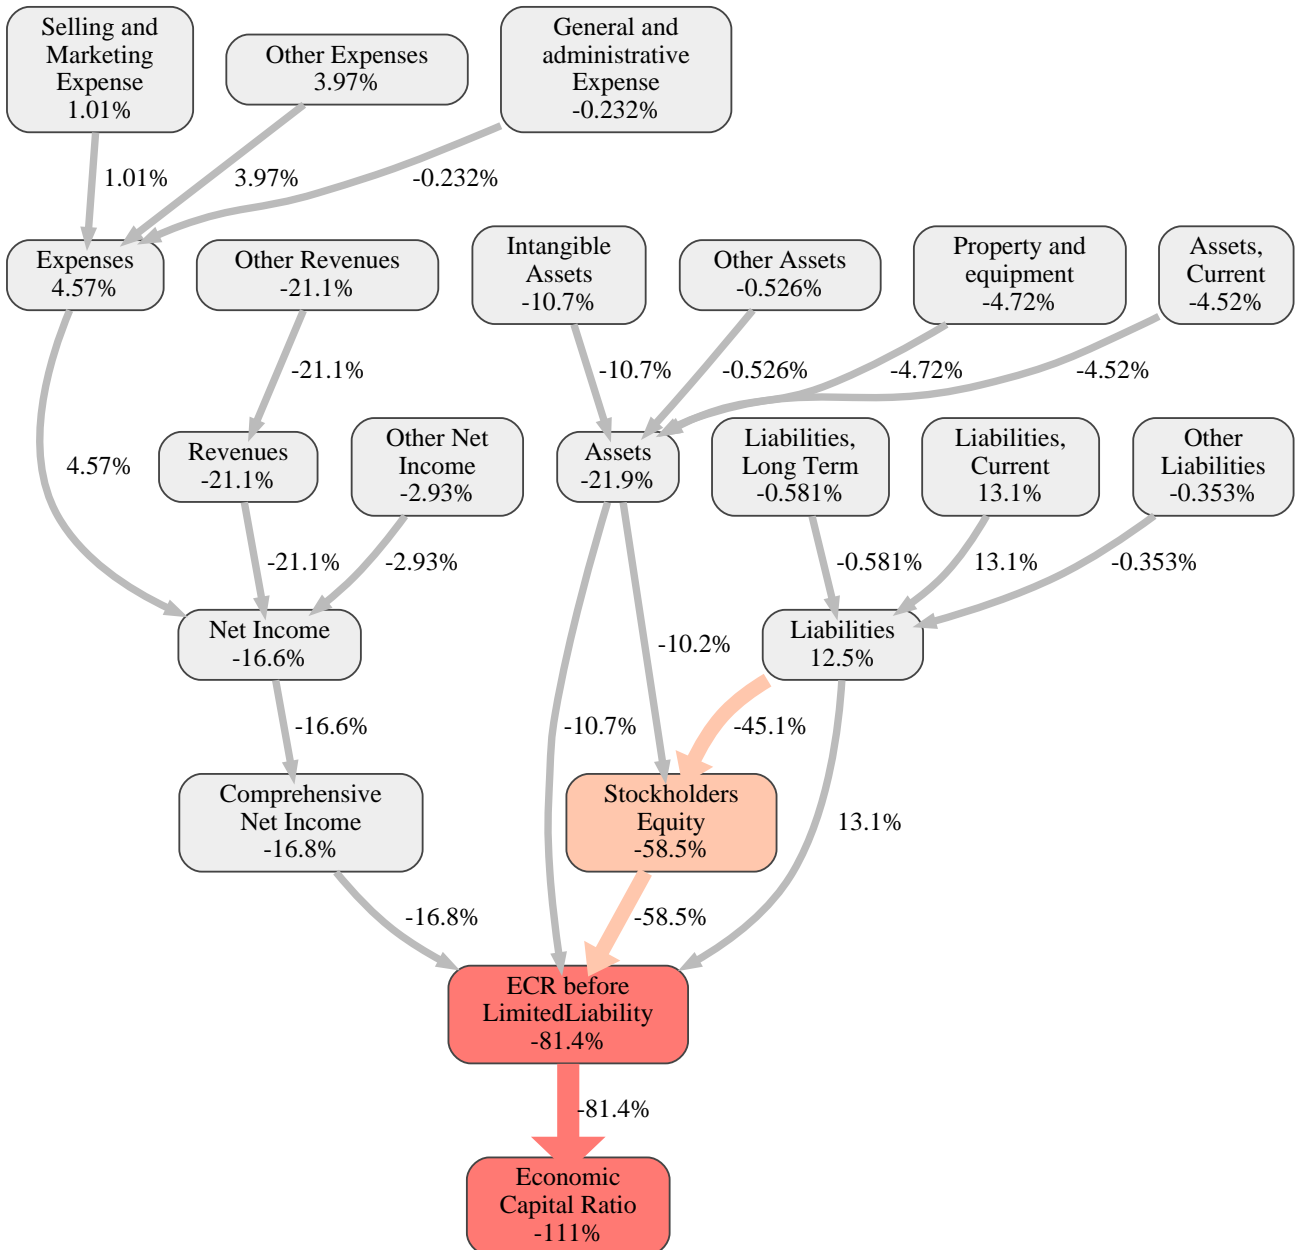 Selling and
Marketing
Expense
1.01%
Other Expenses
3.97%
General and
administrative
Expense
-0.232%
1.01%
3.97%
-0.232%
Expenses
4.57%
Other Revenues
-21.1%
Intangible
Assets
-10.7%
Other Assets
-0.526%
Property and
equipment
-4.72%
Assets,
Current
-4.52%
-21.1%
-10.7%
-0.526%
-4.72%
-4.52%
4.57%
Revenues
-21.1%
Other Net
Income
-2.93%
Assets
-21.9%
Liabilities,
Long Term
-0.581%
Liabilities,
Current
13.1%
Other
Liabilities
-0.353%
-21.1%
-2.93%
-0.581%
13.1%
-0.353%
Net Income
-16.6%
-10.2%
Liabilities
12.5%
-16.6%
-10.7%
-45.1%
Comprehensive
Net Income
-16.8%
Stockholders
Equity
-58.5%
13.1%
-16.8%
-58.5%
ECR before
LimitedLiability
-81.4%
-81.4%
Economic
Capital Ratio
-111%